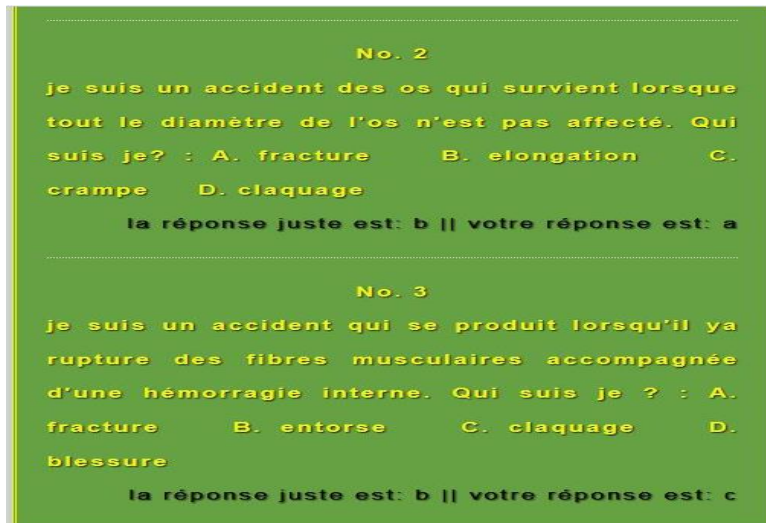 No. 2
je suis un accident des os qui survient lorsque
tout le diamètre de l'os n'est pas affecté. Qui
suis je? : A. fracture B. elongation C.
crampe D. claquage
la réponse juste est: b || votre réponse est: a
No. 3
je suis un accident qui se produit lorsqu'il ya
rupture des fibres musculaires accompagnée
d'une hémorragie interne. Qui suis je ? : A.
fracture B. entorse C. claquage D.
blessure
la réponse juste est: b || votre réponse est: c